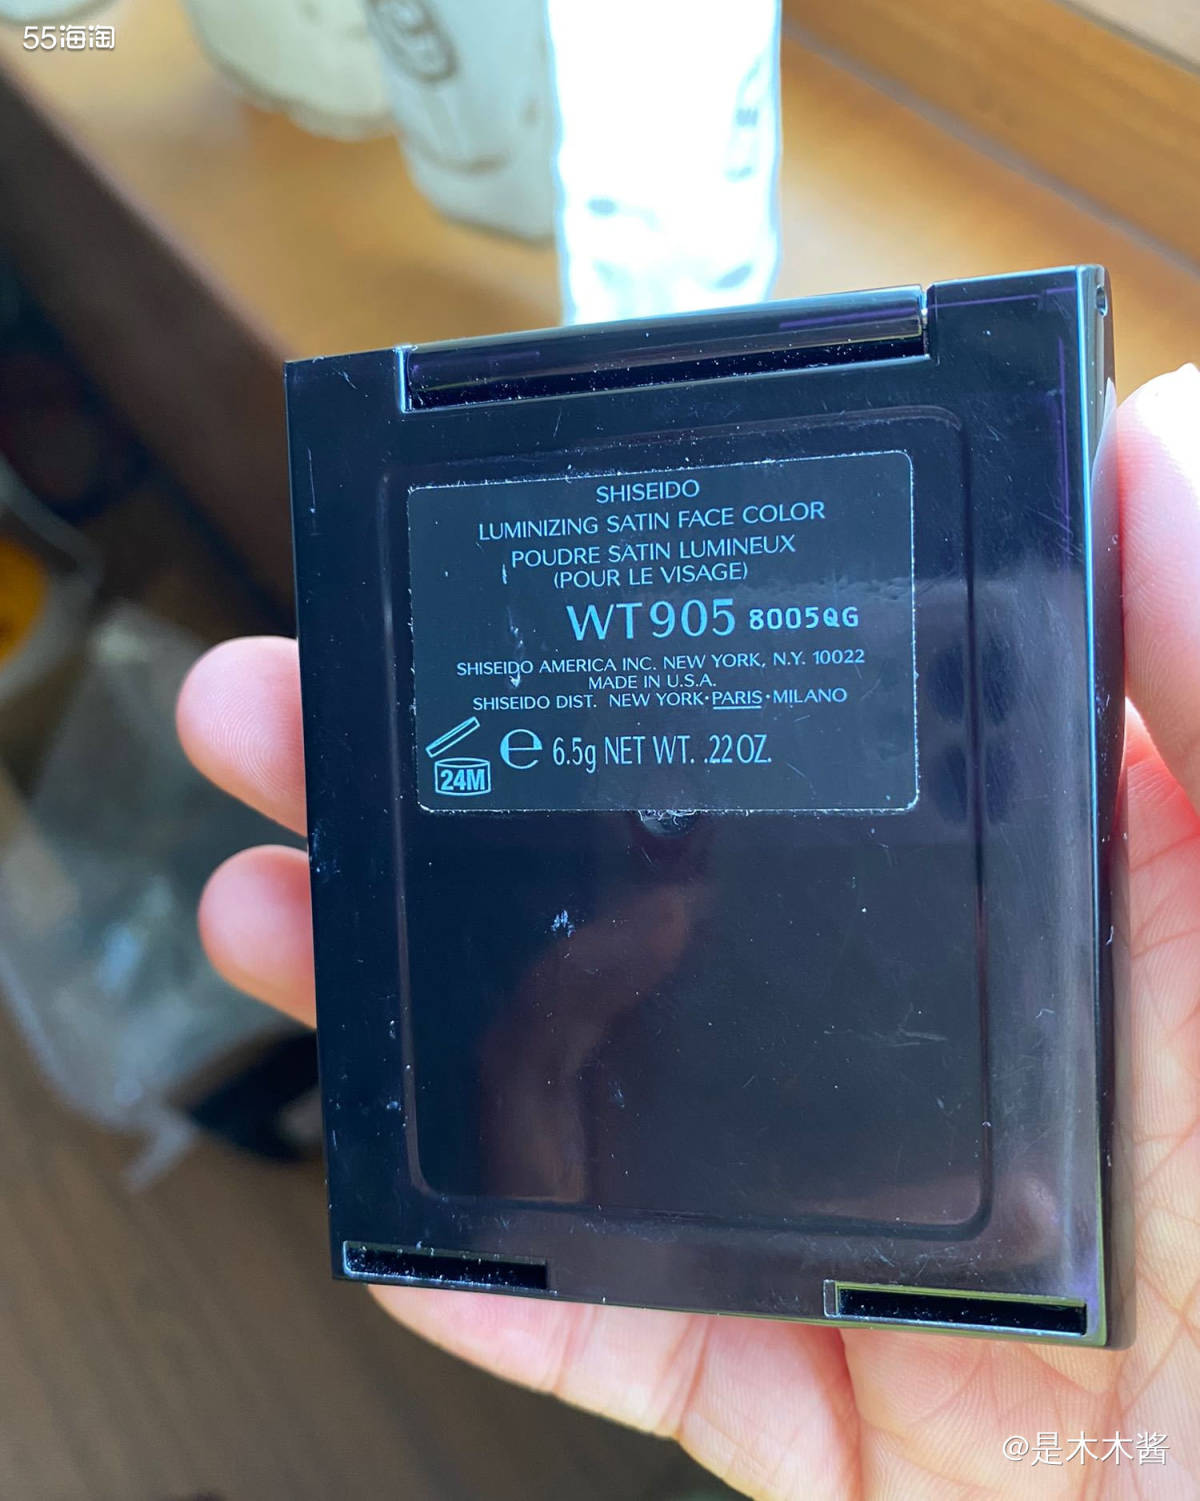 55海淘
SHISEIDO
LUMINIZING SATIN FACE COLOR
POUDRE SATIN LUMINEUX
(POUR LE VISAGE)
WT905 8005QG
SHISEIDO AMERICA INC. NEW YORK, N.Y. 10022
MADE IN U.S.A.
SHISEIDO DIST. NEW YORK·PARIS·MILANO
24M ℮ 6.5g NET WT. .22OZ.
@是木木酱